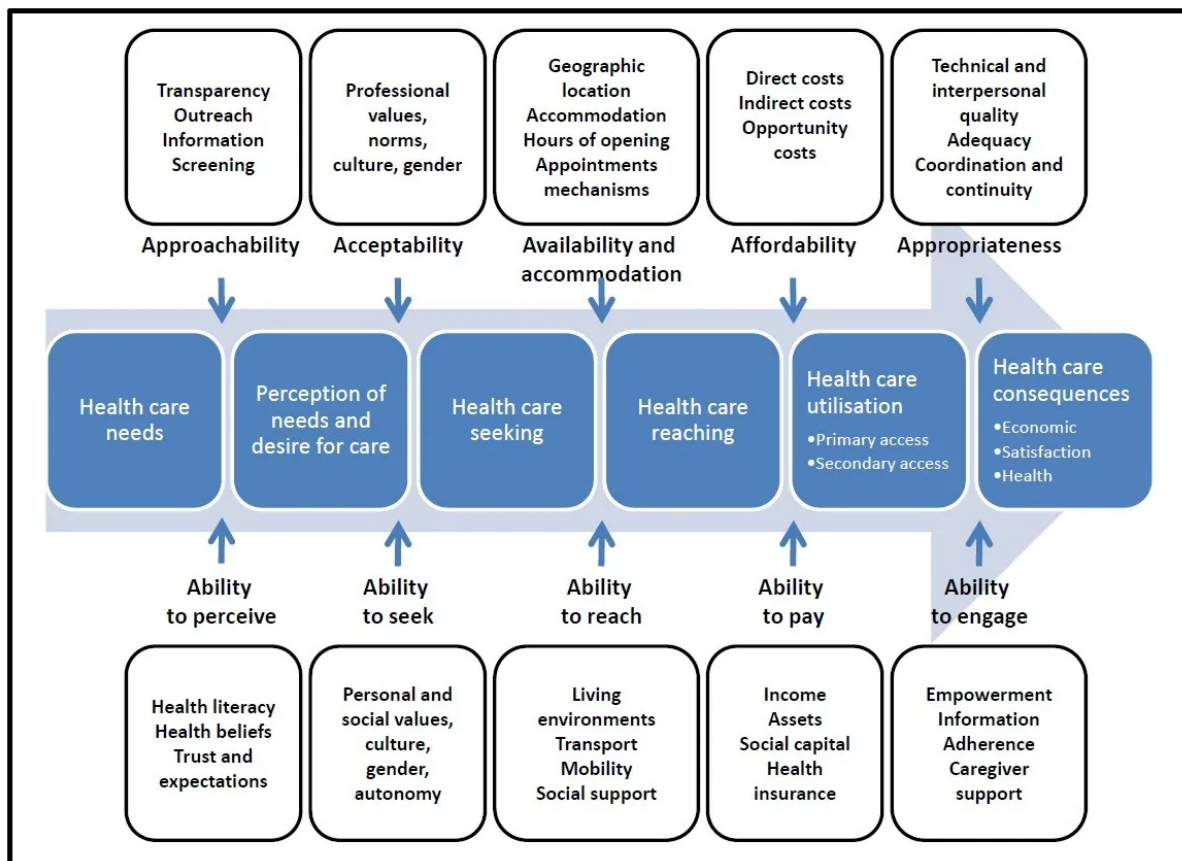 Transparency
Outreach
Information
Screening
Professional
values,
norms,
culture, gender
Geographic
location
Accommodation
Hours of opening
Appointments
mechanisms
Direct costs
Indirect costs
Opportunity
costs
Technical and
interpersonal
quality
Adequacy
Coordination and
continuity
Approachability
Acceptability
Availability and
accommodation
Affordability
Appropriateness
Health care
needs
Perception of
needs and
desire for care
Health care
seeking
Health care
reaching
Health care
utilisation
•Primary access
•Secondary access
Health care
consequences
•Economic
•Satisfaction
•Health
Ability
to perceive
Ability
to seek
Ability
to reach
Ability
to pay
Ability
to engage
Health literacy
Health beliefs
Trust and
expectations
Personal and
social values,
culture,
gender,
autonomy
Living
environments
Transport
Mobility
Social support
Income
Assets
Social capital
Health
insurance
Empowerment
Information
Adherence
Caregiver
support